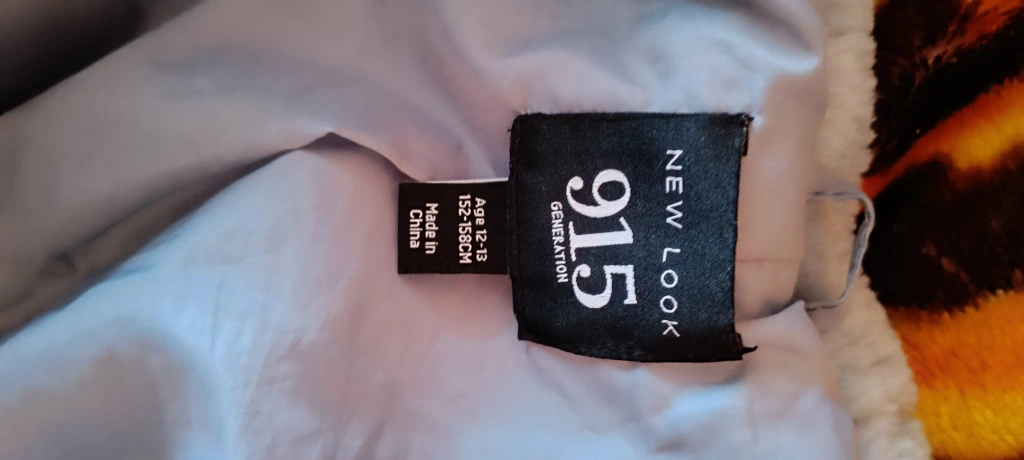 NEW LOOK
915
GENERATION
Age 12-13
152-158CM
Made in
China